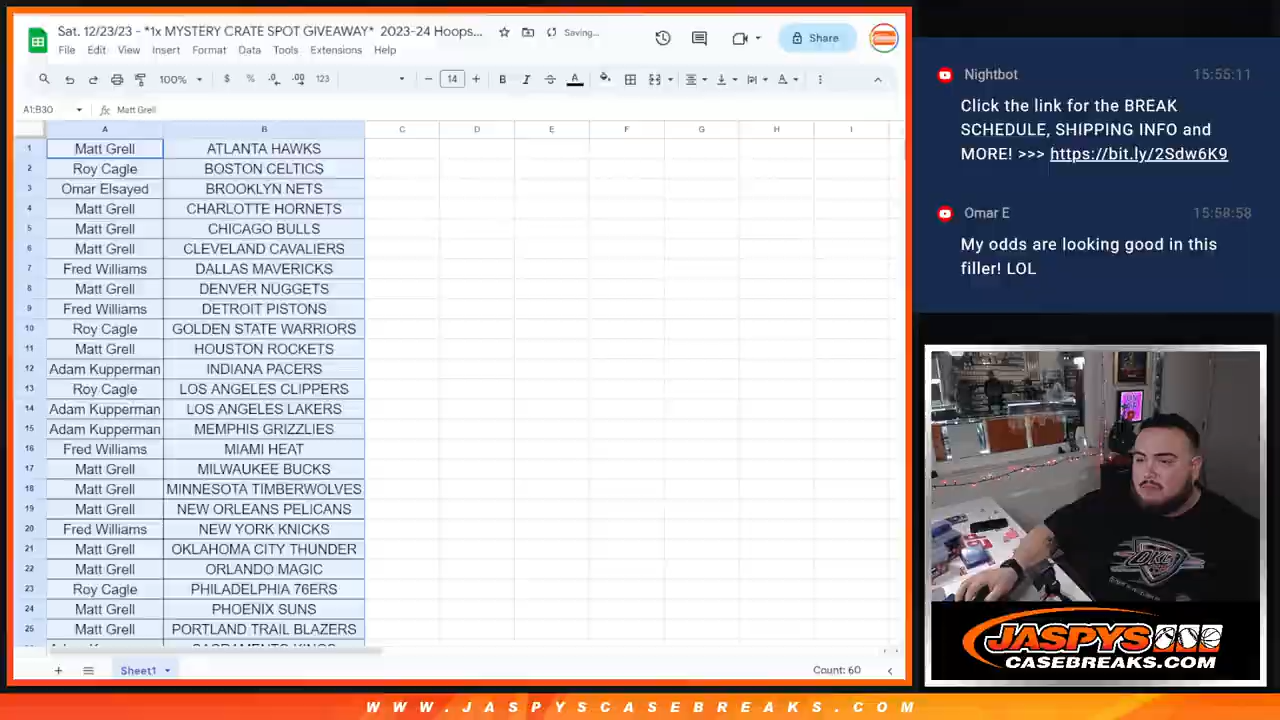 Sat. 12/23/23 - *1x MYSTERY CRATE SPOT GIVEAWAY* 2023-24 Hoops...
Saving...
Share
File Edit View Insert Format Data Tools Extensions Help
100% $ % .0 .00 123 14 B I S A
A1:B30 fx Matt Grell
A B C D E F G H I
1 Matt Grell ATLANTA HAWKS
2 Roy Cagle BOSTON CELTICS
3 Omar Elsayed BROOKLYN NETS
4 Matt Grell CHARLOTTE HORNETS
5 Matt Grell CHICAGO BULLS
6 Matt Grell CLEVELAND CAVALIERS
7 Fred Williams DALLAS MAVERICKS
8 Matt Grell DENVER NUGGETS
9 Fred Williams DETROIT PISTONS
10 Roy Cagle GOLDEN STATE WARRIORS
11 Matt Grell HOUSTON ROCKETS
12 Adam Kupperman INDIANA PACERS
13 Roy Cagle LOS ANGELES CLIPPERS
14 Adam Kupperman LOS ANGELES LAKERS
15 Adam Kupperman MEMPHIS GRIZZLIES
16 Fred Williams MIAMI HEAT
17 Matt Grell MILWAUKEE BUCKS
18 Matt Grell MINNESOTA TIMBERWOLVES
19 Matt Grell NEW ORLEANS PELICANS
20 Fred Williams NEW YORK KNICKS
21 Matt Grell OKLAHOMA CITY THUNDER
22 Matt Grell ORLANDO MAGIC
23 Roy Cagle PHILADELPHIA 76ERS
24 Matt Grell PHOENIX SUNS
25 Matt Grell PORTLAND TRAIL BLAZERS
SACRAMENTO KINGS
Sheet1
Count: 60
Nightbot 15:55:11
Click the link for the BREAK
SCHEDULE, SHIPPING INFO and
MORE! >>> https://bit.ly/2Sdw6K9
Omar E 15:58:58
My odds are looking good in this
filler! LOL
OKC
JASPYS
CASEBREAKS.COM
WWW.JASPYSCASEBREAKS.COM